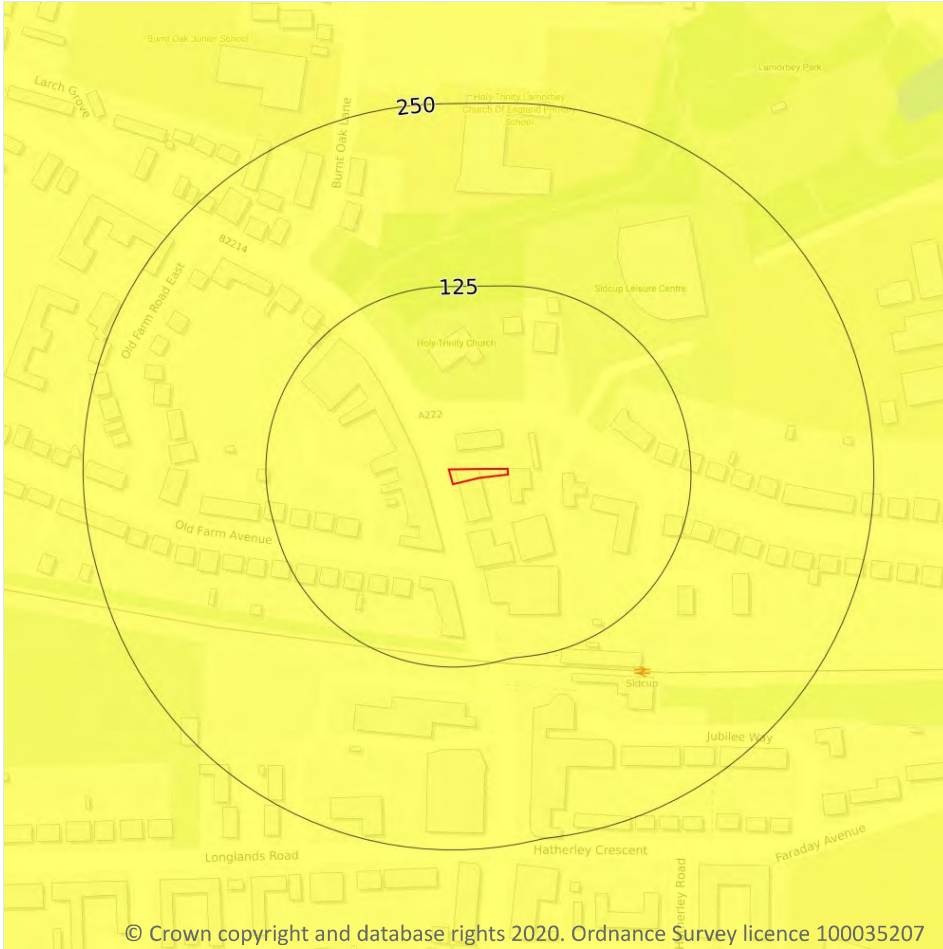 Burnt Oak Junior School
Lamorbey Park
Larch Grove
250
Holy Trinity Lamorbey
Church Of England Primary
School
Burnt Oak Lane
B2214
125
Sidcup Leisure Centre
Old Farm Road East
Holy Trinity Church
A222
Old Farm Avenue
Sidcup
Jubilee Way
Longlands Road
Hatherley Crescent
Faraday Avenue
Hatherley Road
© Crown copyright and database rights 2020. Ordnance Survey licence 100035207